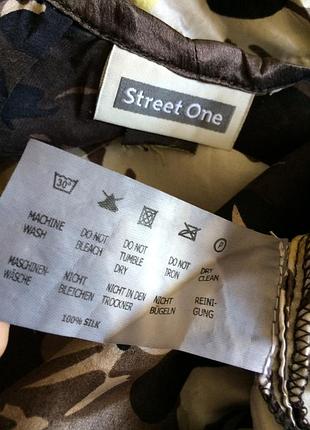 Street One
30°
P
MACHINE WASH
DO NOT BLEACH
DO NOT TUMBLE DRY
DO NOT IRON
DRY CLEAN
MASCHINEN-WÄSCHE
NICHT BLEICHEN
NICHT IN DEN TROCKNER
NICHT BÜGELN
REINI-GUNG
100% SILK